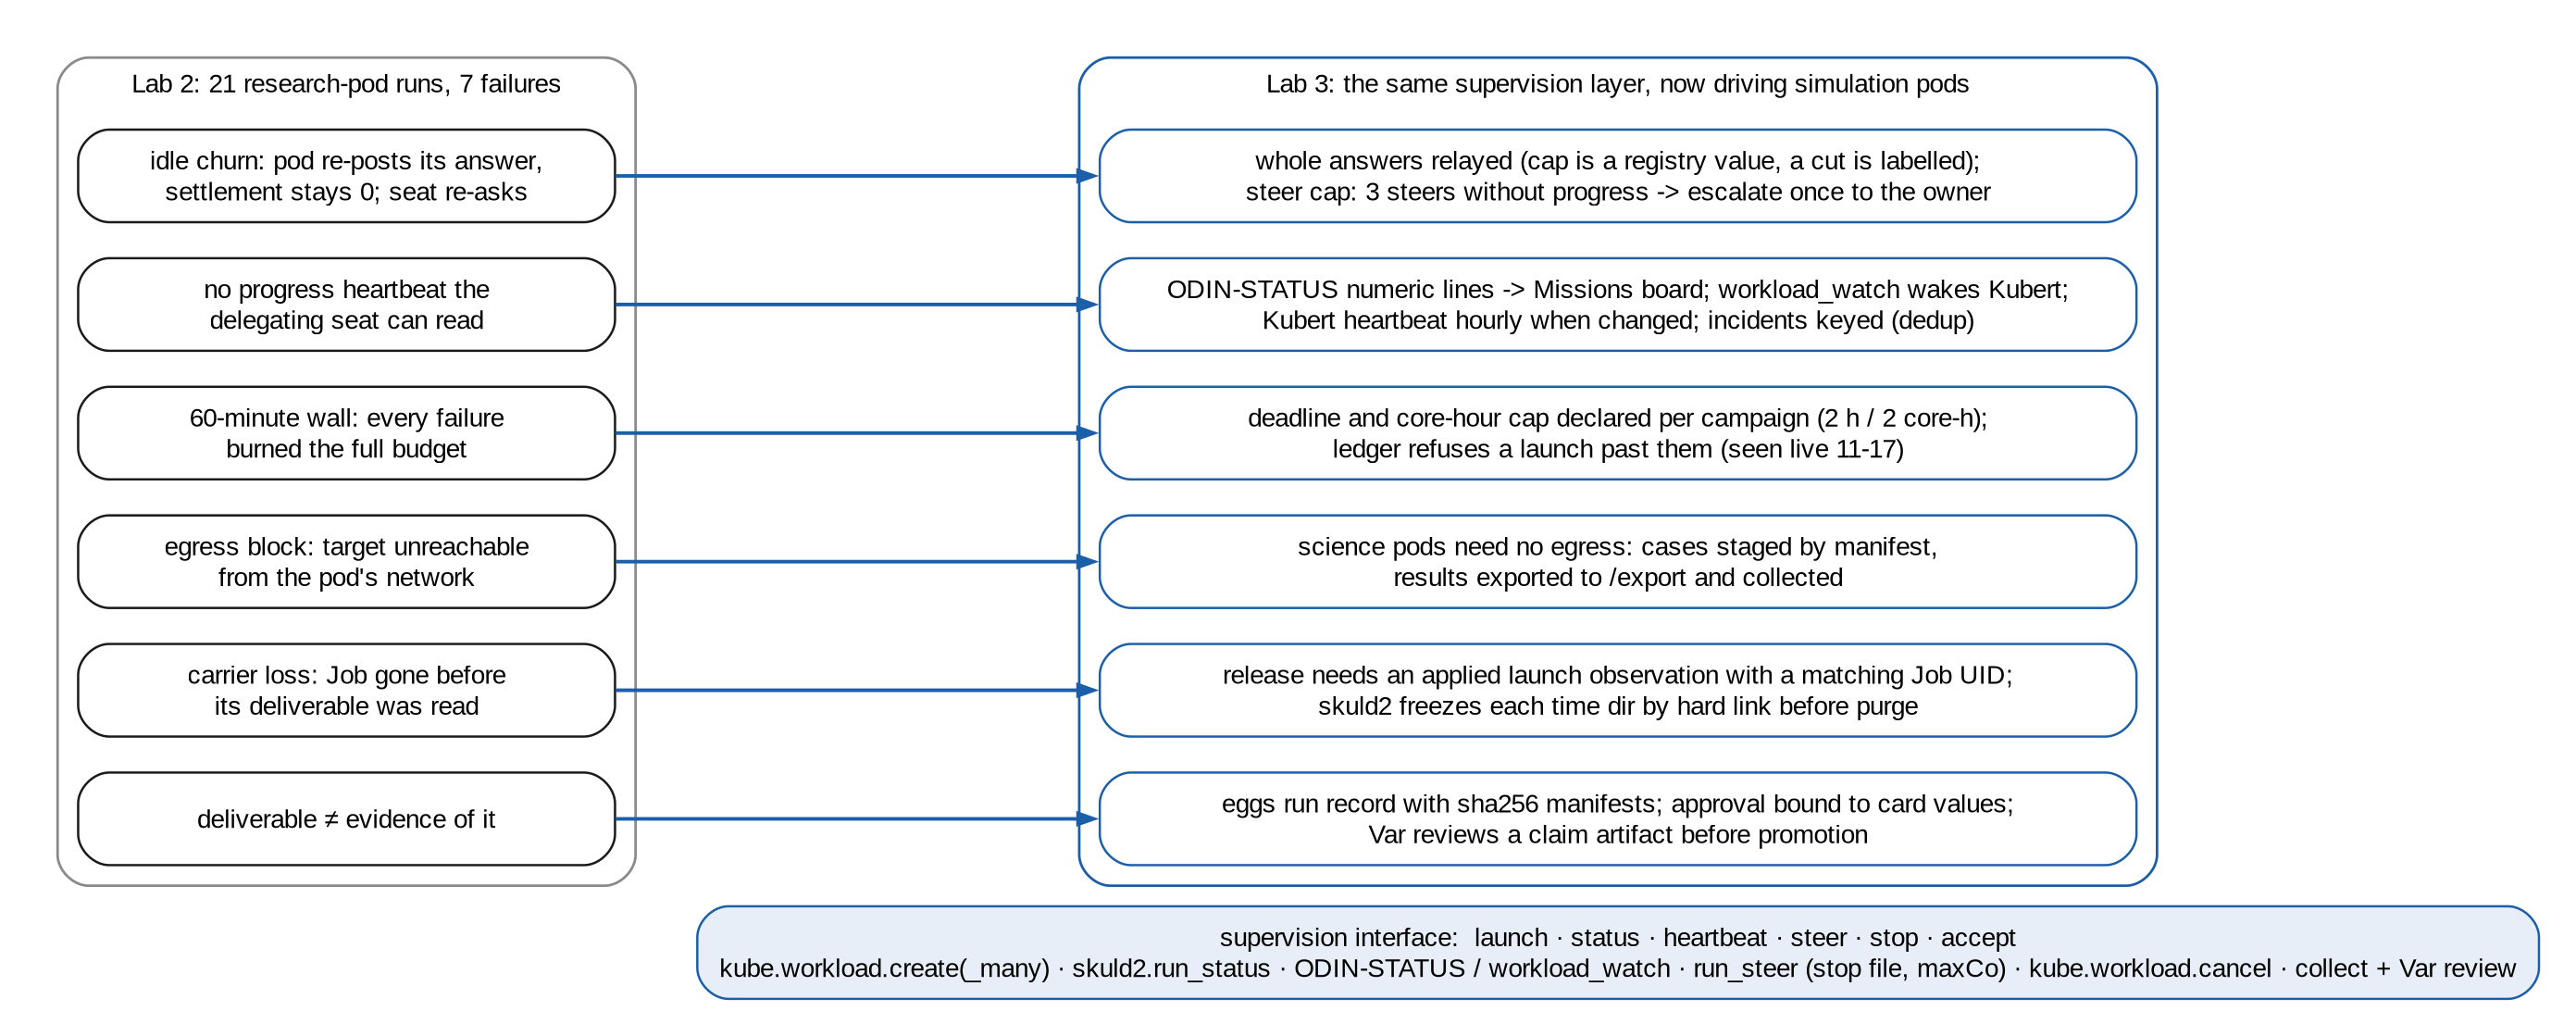 Lab 2: 21 research-pod runs, 7 failures
idle churn: pod re-posts its answer,
settlement stays 0; seat re-asks
no progress heartbeat the
delegating seat can read
60-minute wall: every failure
burned the full budget
egress block: target unreachable
from the pod's network
carrier loss: Job gone before
its deliverable was read
deliverable ≠ evidence of it
Lab 3: the same supervision layer, now driving simulation pods
whole answers relayed (cap is a registry value, a cut is labelled);
steer cap: 3 steers without progress -> escalate once to the owner
ODIN-STATUS numeric lines -> Missions board; workload_watch wakes Kubert;
Kubert heartbeat hourly when changed; incidents keyed (dedup)
deadline and core-hour cap declared per campaign (2 h / 2 core-h);
ledger refuses a launch past them (seen live 11-17)
science pods need no egress: cases staged by manifest,
results exported to /export and collected
release needs an applied launch observation with a matching Job UID;
skuld2 freezes each time dir by hard link before purge
eggs run record with sha256 manifests; approval bound to card values;
Var reviews a claim artifact before promotion
supervision interface:  launch · status · heartbeat · steer · stop · accept
kube.workload.create(_many) · skuld2.run_status · ODIN-STATUS / workload_watch · run_steer (stop file, maxCo) · kube.workload.cancel · collect + Var review